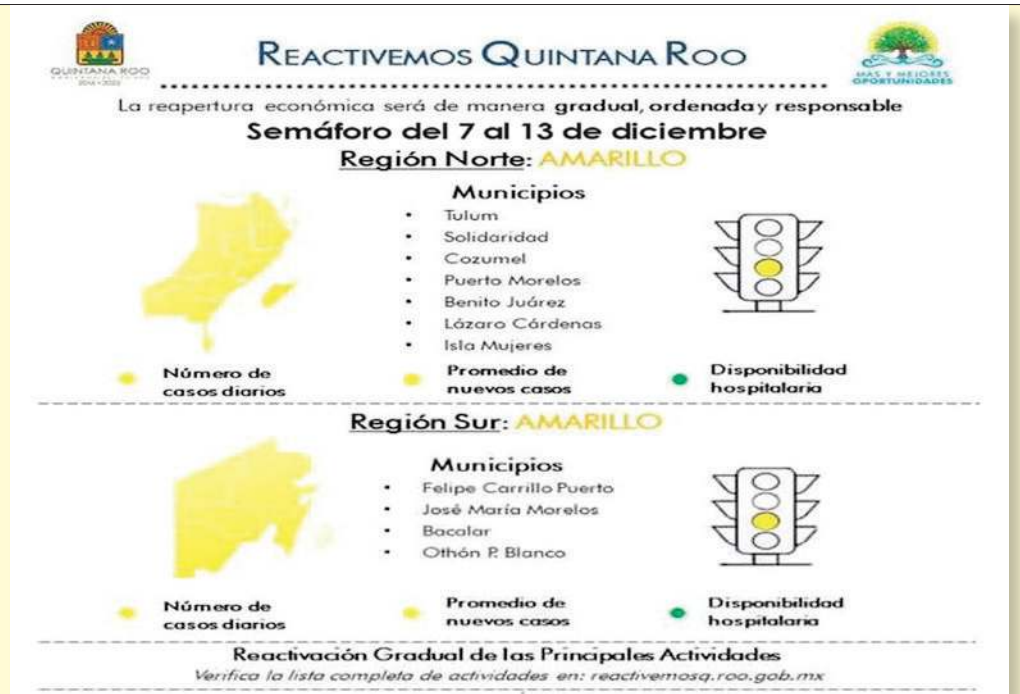 REACTIVEMOS QUINTANA ROO
QUINTANA ROO
MÁS Y MEJORES
OPORTUNIDADES
La reapertura económica será de manera gradual, ordenada y responsable
Semáforo del 7 al 13 de diciembre
Región Norte: AMARILLO
Municipios
• Tulum
• Solidaridad
• Cozumel
• Puerto Morelos
• Benito Juárez
• Lázaro Cárdenas
• Isla Mujeres
Número de
casos diarios
Promedio de
nuevos casos
Disponibilidad
hospitalaria
Región Sur: AMARILLO
Municipios
• Felipe Carrillo Puerto
• José María Morelos
• Bacalar
• Othón P. Blanco
Número de
casos diarios
Promedio de
nuevos casos
Disponibilidad
hospitalaria
Reactivación Gradual de las Principales Actividades
Verifica la lista completa de actividades en: reactivemosq.roo.gob.mx